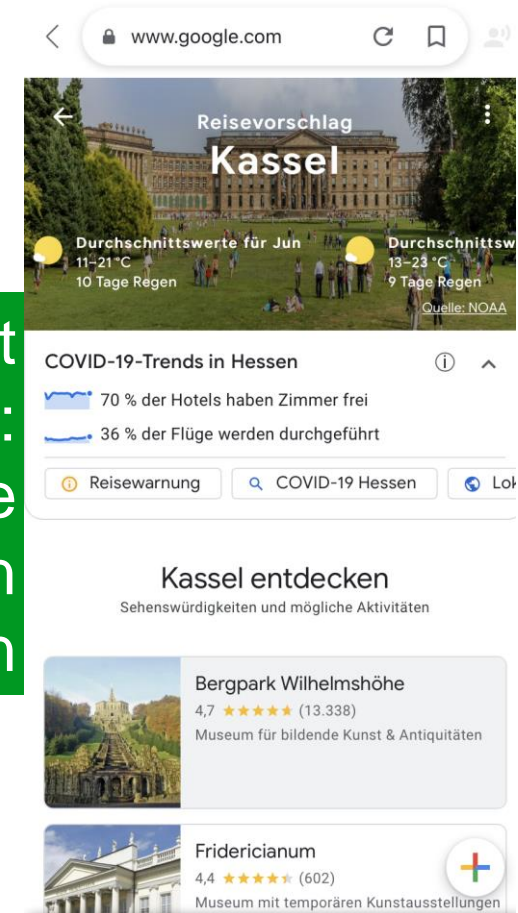 www.google.com
Reisevorschlag
Kassel
Durchschnittswerte für Jun
11–21 °C
10 Tage Regen
Durchschnittsw
13–23 °C
9 Tage Regen
Quelle: NOAA
t
:
e
n
n
COVID-19-Trends in Hessen
70 % der Hotels haben Zimmer frei
36 % der Flüge werden durchgeführt
Reisewarnung
COVID-19 Hessen
Lok
Kassel entdecken
Sehenswürdigkeiten und mögliche Aktivitäten
Bergpark Wilhelmshöhe
4,7 ★★★★★ (13.338)
Museum für bildende Kunst & Antiquitäten
Fridericianum
4,4 ★★★★★ (602)
Museum mit temporären Kunstausstellungen